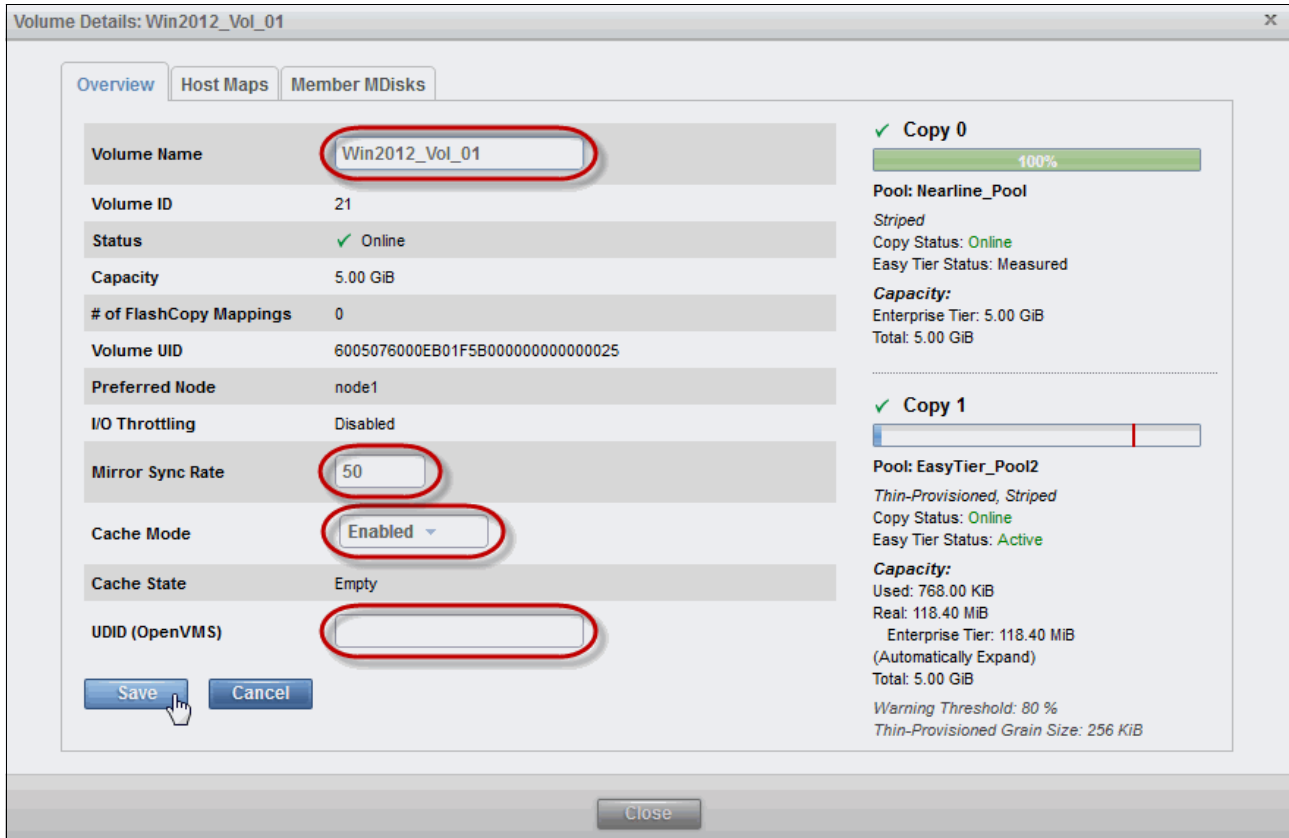 Volume Details: Win2012_Vol_01 x
Overview Host Maps Member MDisks
Volume Name Win2012_Vol_01
Volume ID 21
Status ✓ Online
Capacity 5.00 GiB
# of FlashCopy Mappings 0
Volume UID 6005076000EB01F5B000000000000025
Preferred Node node1
I/O Throttling Disabled
Mirror Sync Rate 50
Cache Mode Enabled
Cache State Empty
UDID (OpenVMS)
Save Cancel
✓ Copy 0
100%
Pool: Nearline_Pool
Striped
Copy Status: Online
Easy Tier Status: Measured
Capacity:
Enterprise Tier: 5.00 GiB
Total: 5.00 GiB
✓ Copy 1
Pool: EasyTier_Pool2
Thin-Provisioned, Striped
Copy Status: Online
Easy Tier Status: Active
Capacity:
Used: 768.00 KiB
Real: 118.40 MiB
Enterprise Tier: 118.40 MiB
(Automatically Expand)
Total: 5.00 GiB
Warning Threshold: 80 %
Thin-Provisioned Grain Size: 256 KiB
Close